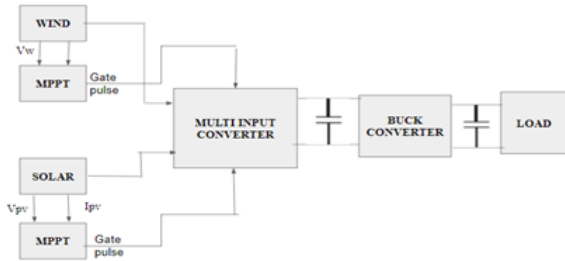 WIND
Vw
MPPT
Gate
pulse
MULTI INPUT
CONVERTER
BUCK
CONVERTER
LOAD
SOLAR
Vpv
Ipv
MPPT
Gate
pulse